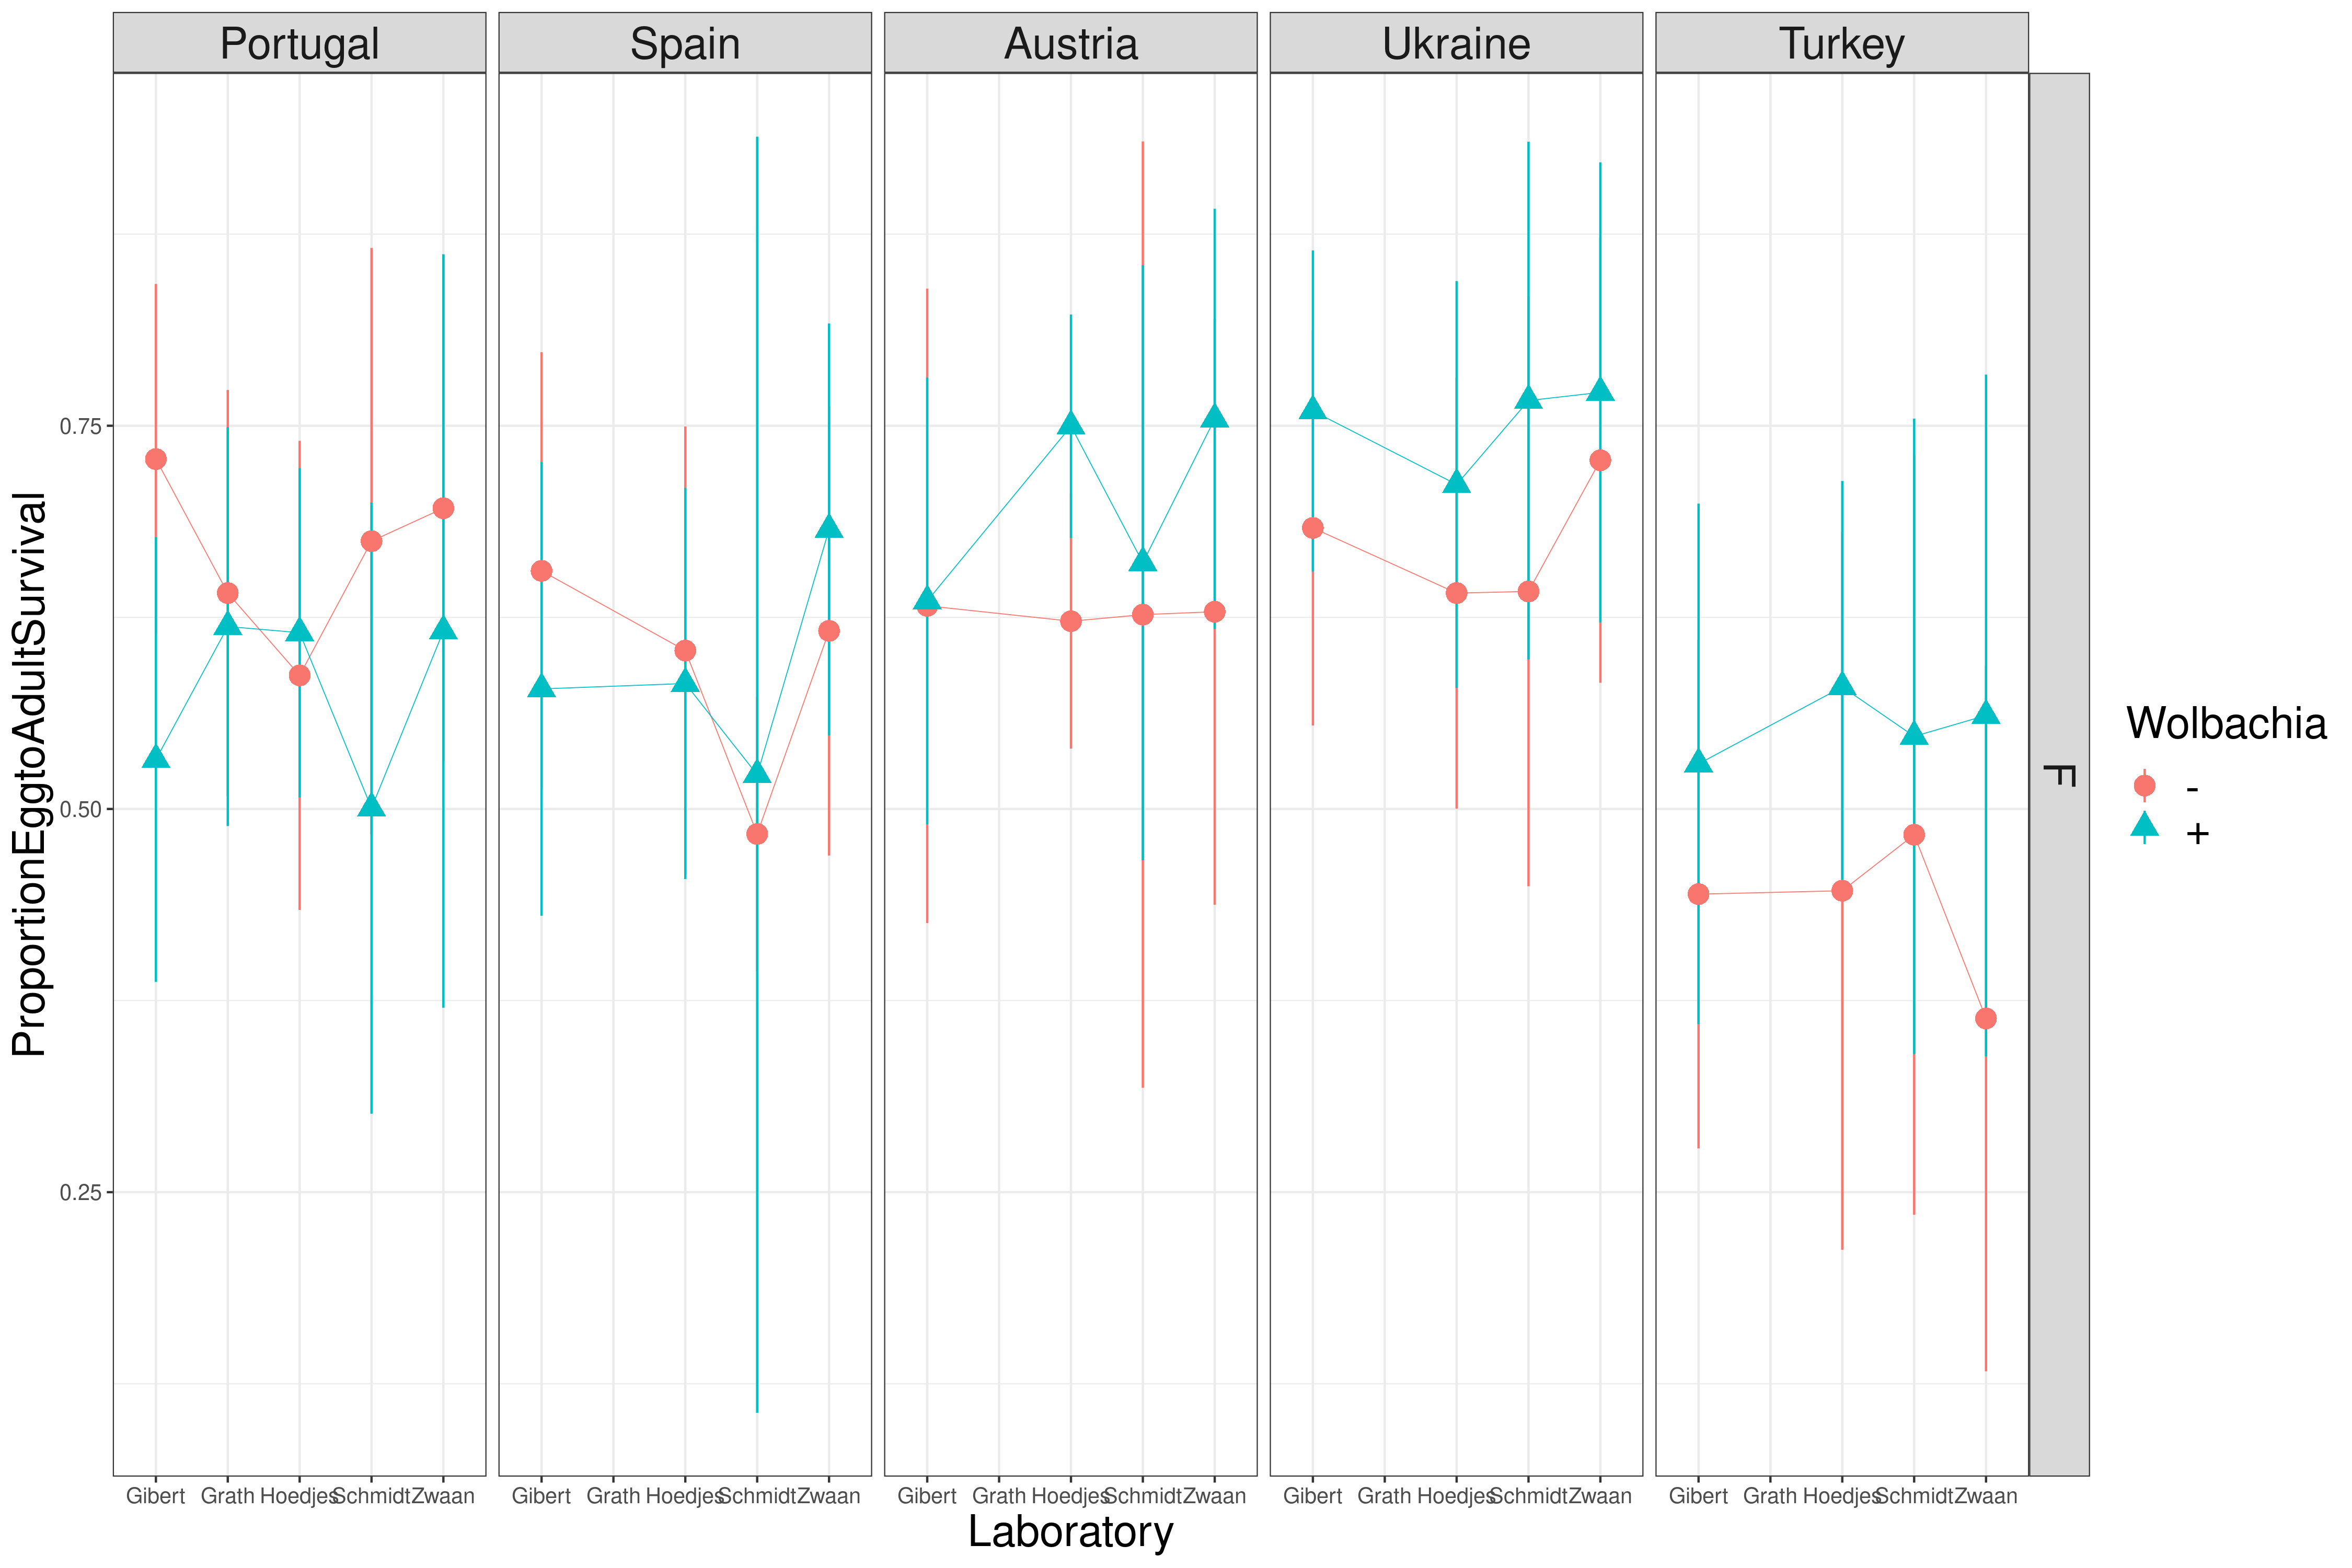 Portugal Spain Austria Ukraine Turkey
F
ProportionEggtoAdultSurvival
0.75
0.50
0.25
Wolbachia
-
+
Gibert Grath Hoedjes Schmidt Zwaan Gibert Grath Hoedjes Schmidt Zwaan Gibert Grath Hoedjes Schmidt Zwaan Gibert Grath Hoedjes Schmidt Zwaan Gibert Grath Hoedjes Schmidt Zwaan
Laboratory